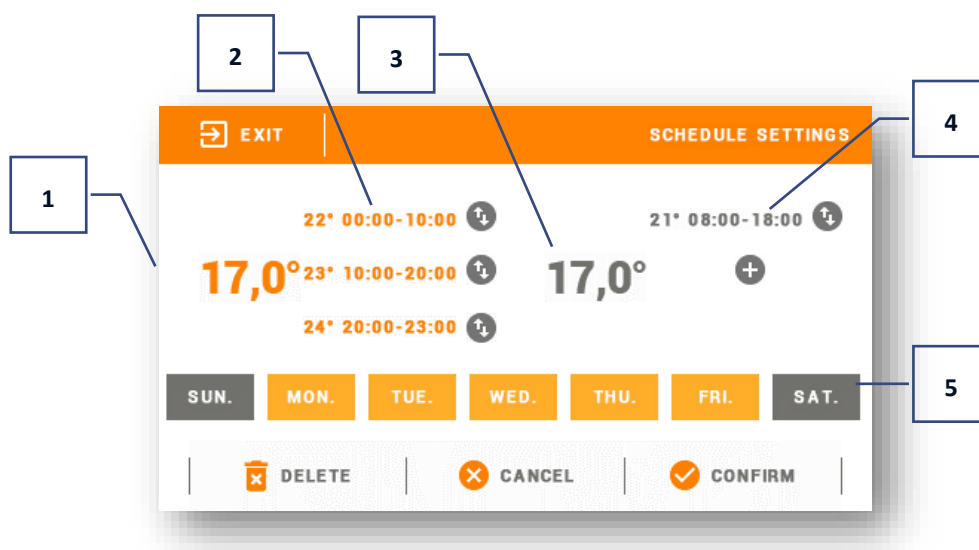 2
3
4
EXIT
SCHEDULE SETTINGS
1
22° 00:00-10:00
21° 08:00-18:00
17,0°
23° 10:00-20:00
17,0°
24° 20:00-23:00
5
SUN. MON. TUE. WED. THU. FRI. SAT.
DELETE CANCEL CONFIRM